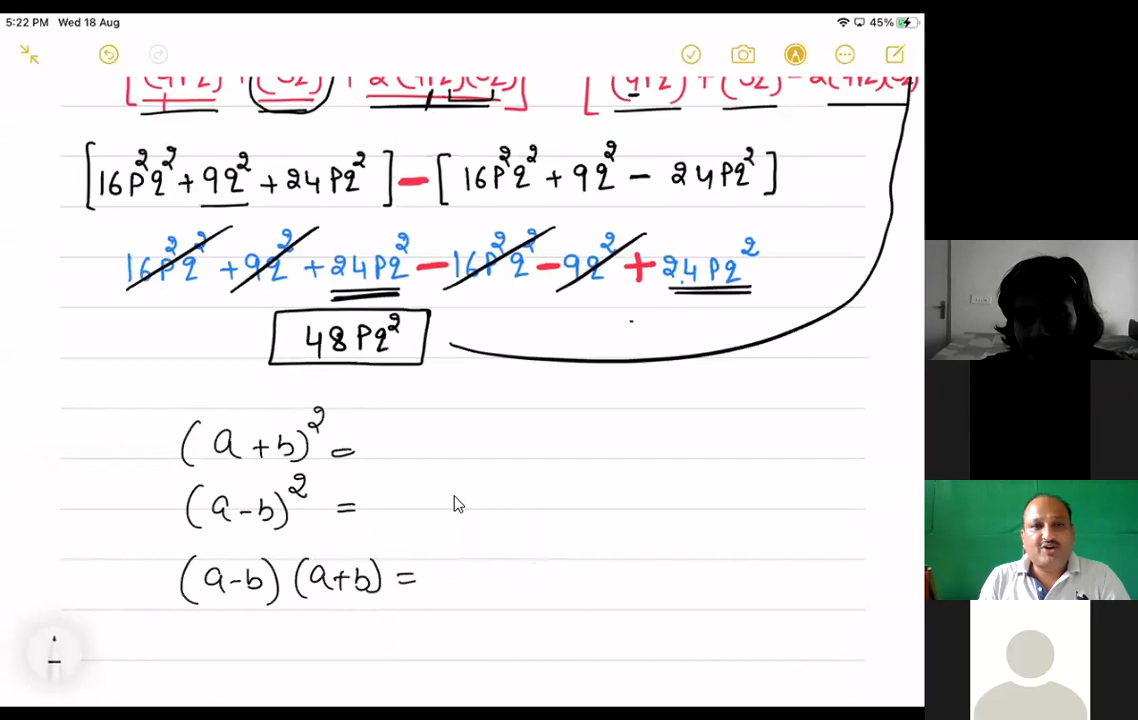 5:22 PM Wed 18 Aug 45%
[16p²q² + 9q² + 24pq²] − [16p²q² + 9q² − 24pq²]
16p²q² + 9q² + 24pq² − 16p²q² − 9q² + 24pq²
48pq²
(a+b)² =
(a-b)² =
(a-b) (a+b) =